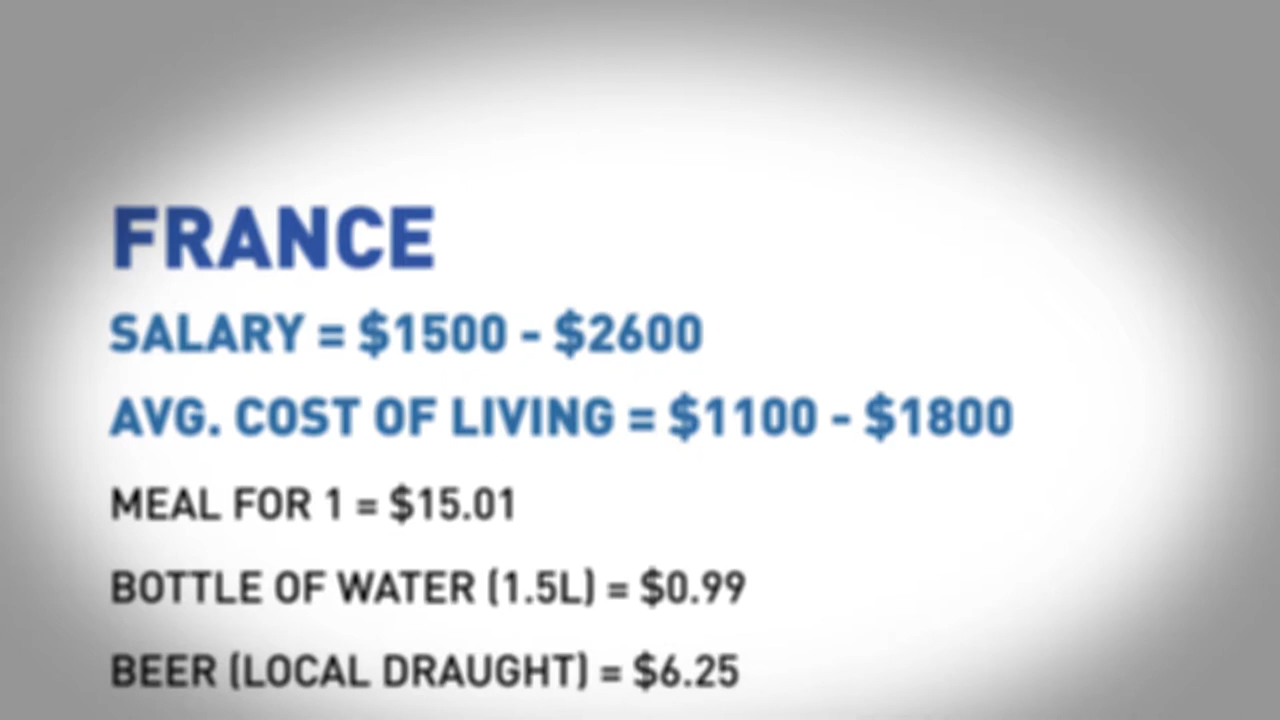 FRANCE
SALARY = $1500 - $2600
AVG. COST OF LIVING = $1100 - $1800
MEAL FOR 1 = $15.01
BOTTLE OF WATER (1.5L) = $0.99
BEER (LOCAL DRAUGHT) = $6.25